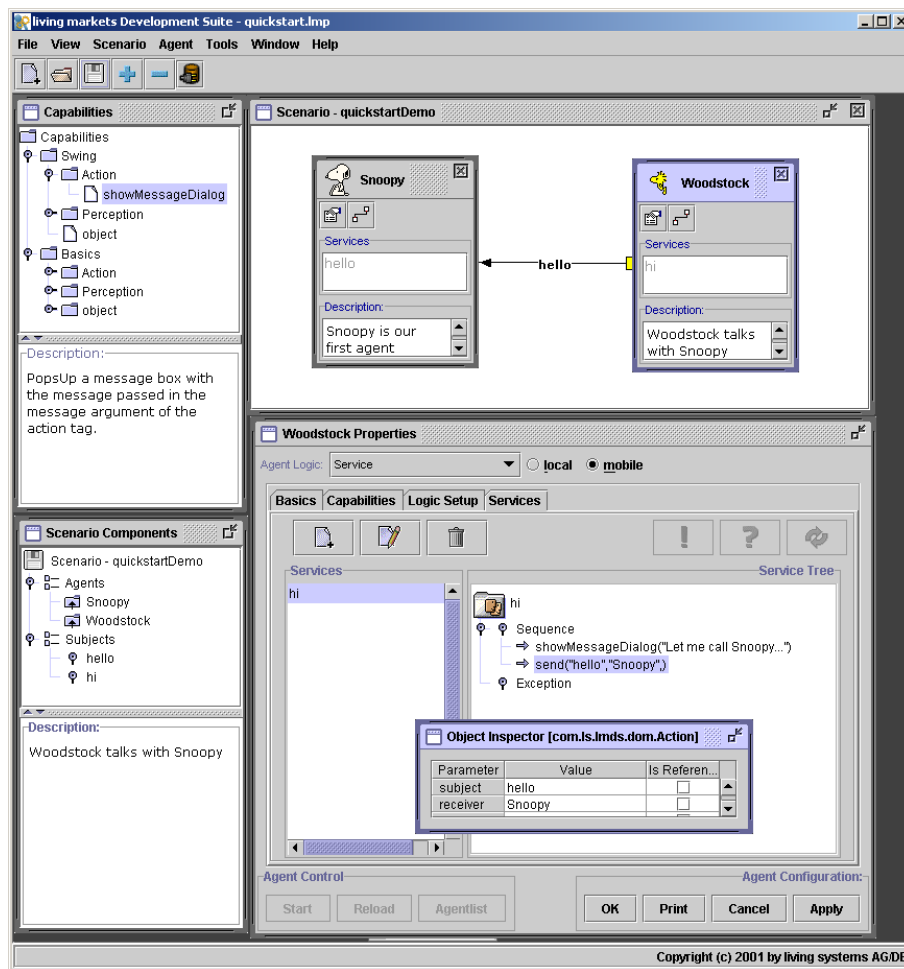 living markets Development Suite - quickstart.lmp
File View Scenario Agent Tools Window Help
Capabilities
Capabilities
Swing
Action
showMessageDialog
Perception
object
Basics
Action
Perception
object
Description:
PopsUp a message box with
the message passed in the
message argument of the
action tag.
Scenario - quickstartDemo
Snoopy
Services
hello
Description:
Snoopy is our
first agent
hello
Woodstock
Services
hi
Description:
Woodstock talks
with Snoopy
Scenario Components
Scenario - quickstartDemo
Agents
Snoopy
Woodstock
Subjects
hello
hi
Description:
Woodstock talks with Snoopy
Woodstock Properties
Agent Logic: Service local mobile
Basics Capabilities Logic Setup Services
Services
hi
Service Tree
hi
Sequence
showMessageDialog("Let me call Snoopy...")
send("hello","Snoopy",)
Exception
Object Inspector [com.ls.lmds.dom.Action]
Parameter Value Is Referen...
subject hello
receiver Snoopy
Agent Control
Start Reload Agentlist
Agent Configuration:
OK Print Cancel Apply
Copyright (c) 2001 by living systems AG/DE